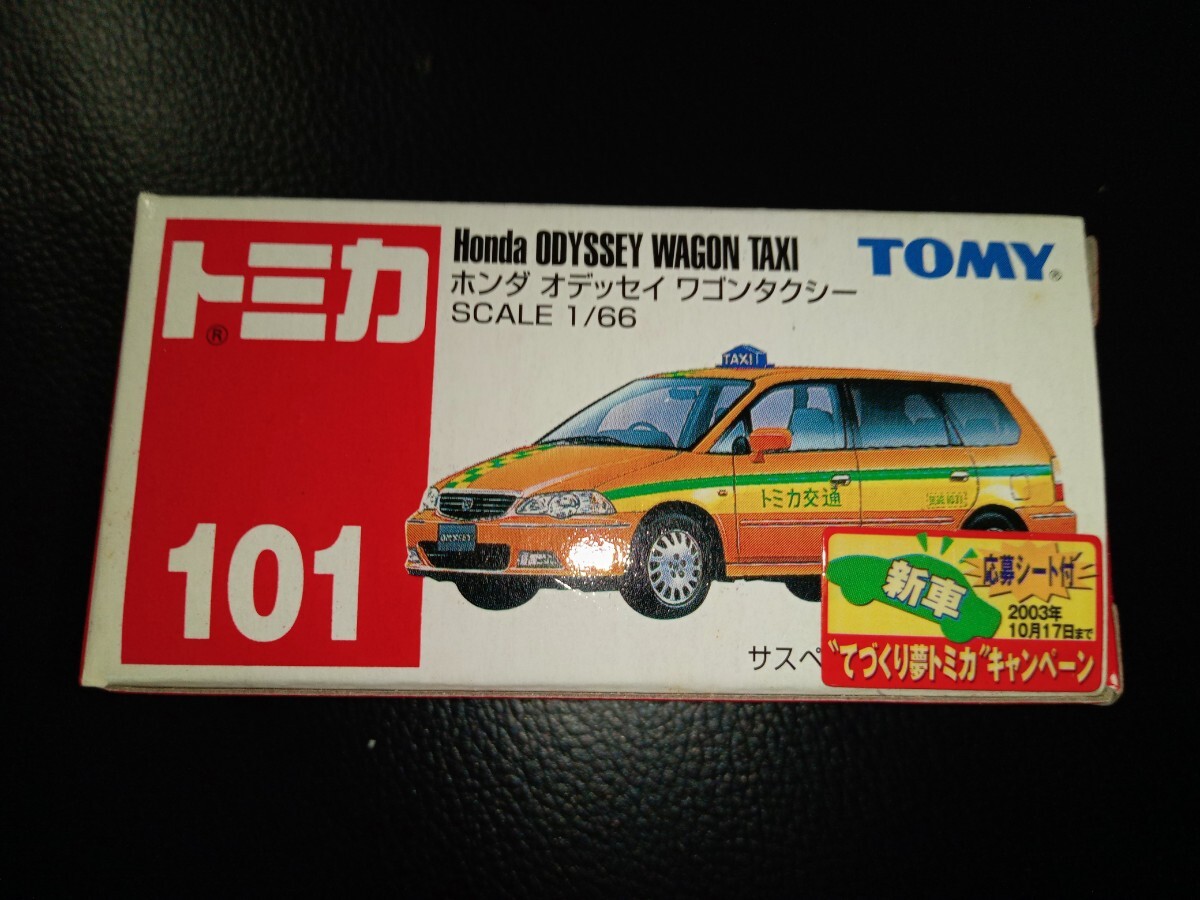 トミカ®
101
Honda ODYSSEY WAGON TAXI
ホンダ オデッセイ ワゴンタクシー
SCALE 1/66
TOMY®
TAXI
トミカ交通
ODYSSEY
サスペ
新車
応募シート付
2003年
10月17日まで
"てづくり夢トミカ"キャンペーン